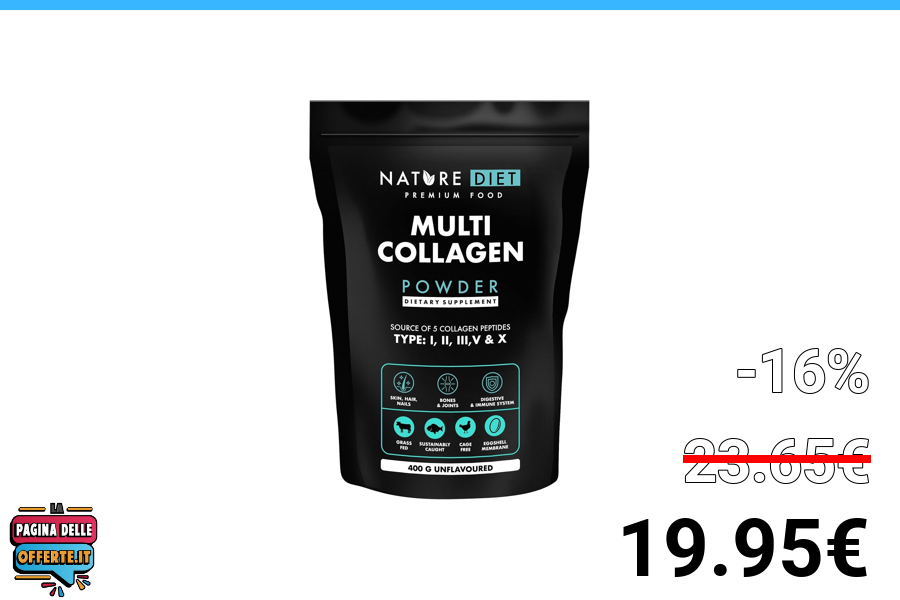 NATURE DIET
PREMIUM FOOD
MULTI
COLLAGEN
POWDER
DIETARY SUPPLEMENT
SOURCE OF 5 COLLAGEN PEPTIDES
TYPE: I, II, III,V & X
SKIN, HAIR,
NAILS
BONES
& JOINTS
DIGESTIVE
& IMMUNE SYSTEM
GRASS
FED
SUSTAINABLY
CAUGHT
CAGE
FREE
EGGSHELL
MEMBRANE
400 G UNFLAVOURED
-16%
23.65€
19.95€
LA
PAGINA DELLE
OFFERTE.IT